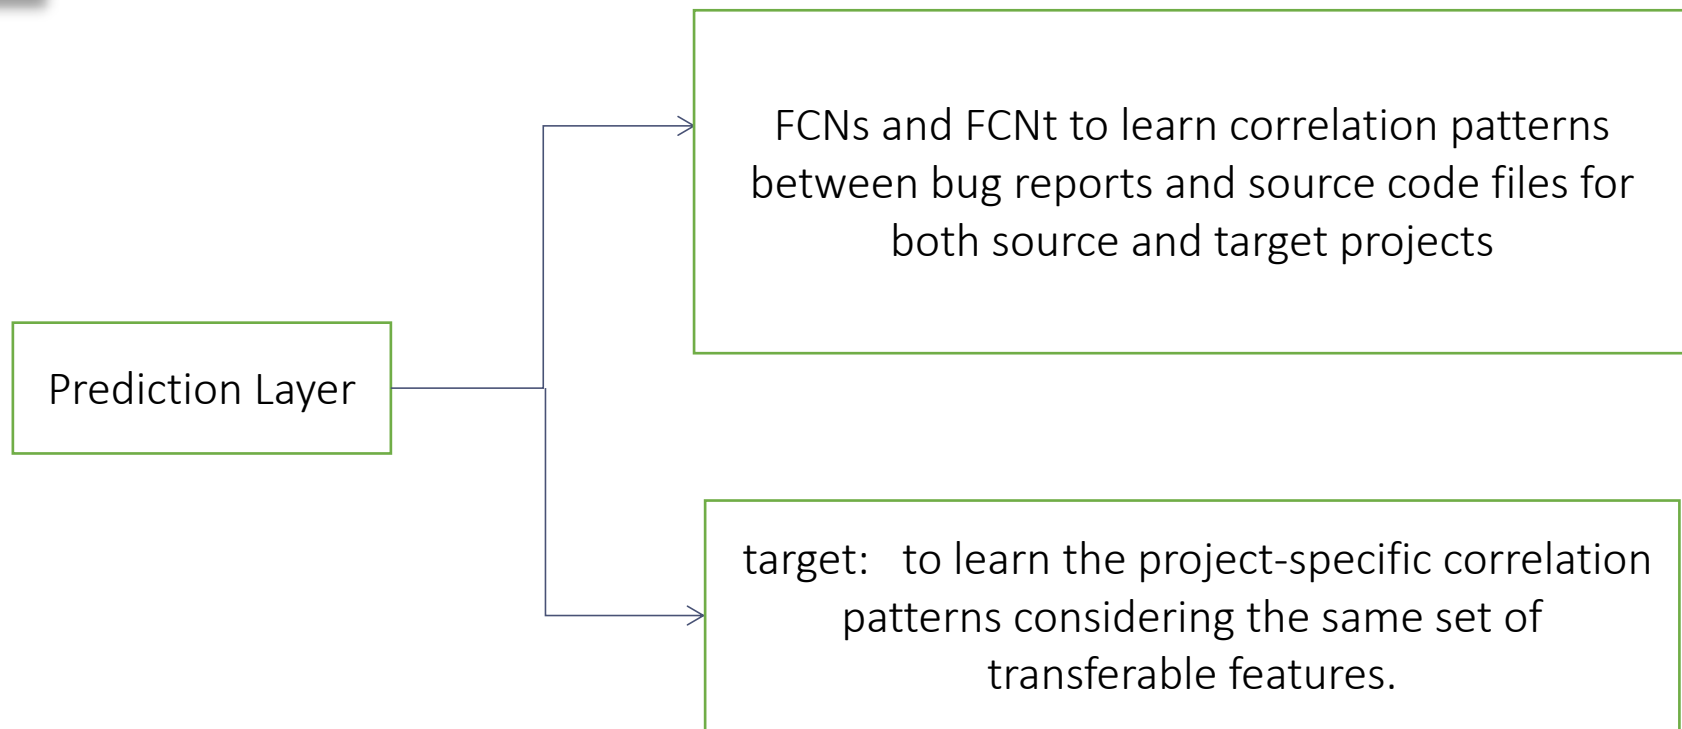 FCNs and FCNt to learn correlation patterns
between bug reports and source code files for
both source and target projects
Prediction Layer
target: to learn the project-specific correlation
patterns considering the same set of
transferable features.